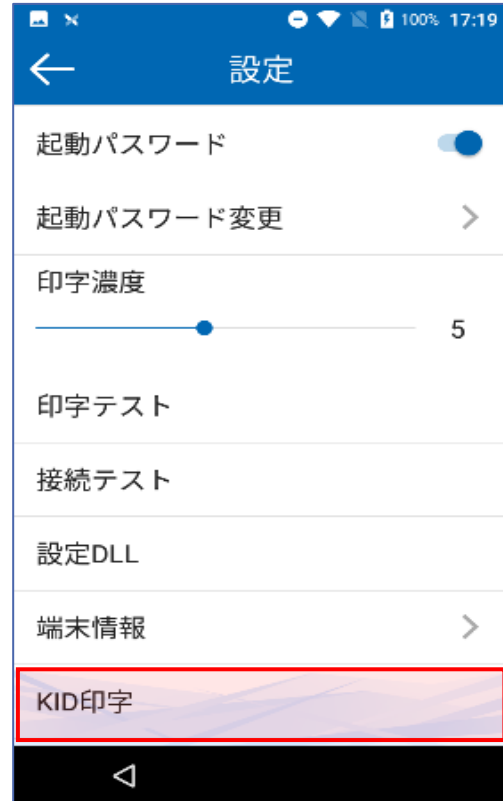 100% 17:19
設定
起動パスワード
起動パスワード変更
印字濃度
5
印字テスト
接続テスト
設定DLL
端末情報
KID印字